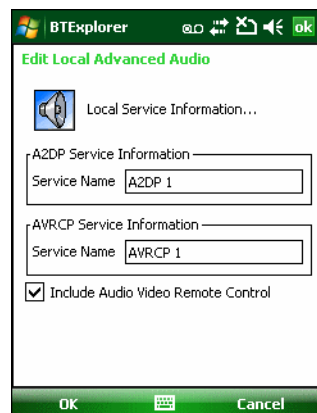 BTExplorer ok
Edit Local Advanced Audio
Local Service Information...
A2DP Service Information
Service Name A2DP 1
AVRCP Service Information
Service Name AVRCP 1
Include Audio Video Remote Control
OK Cancel